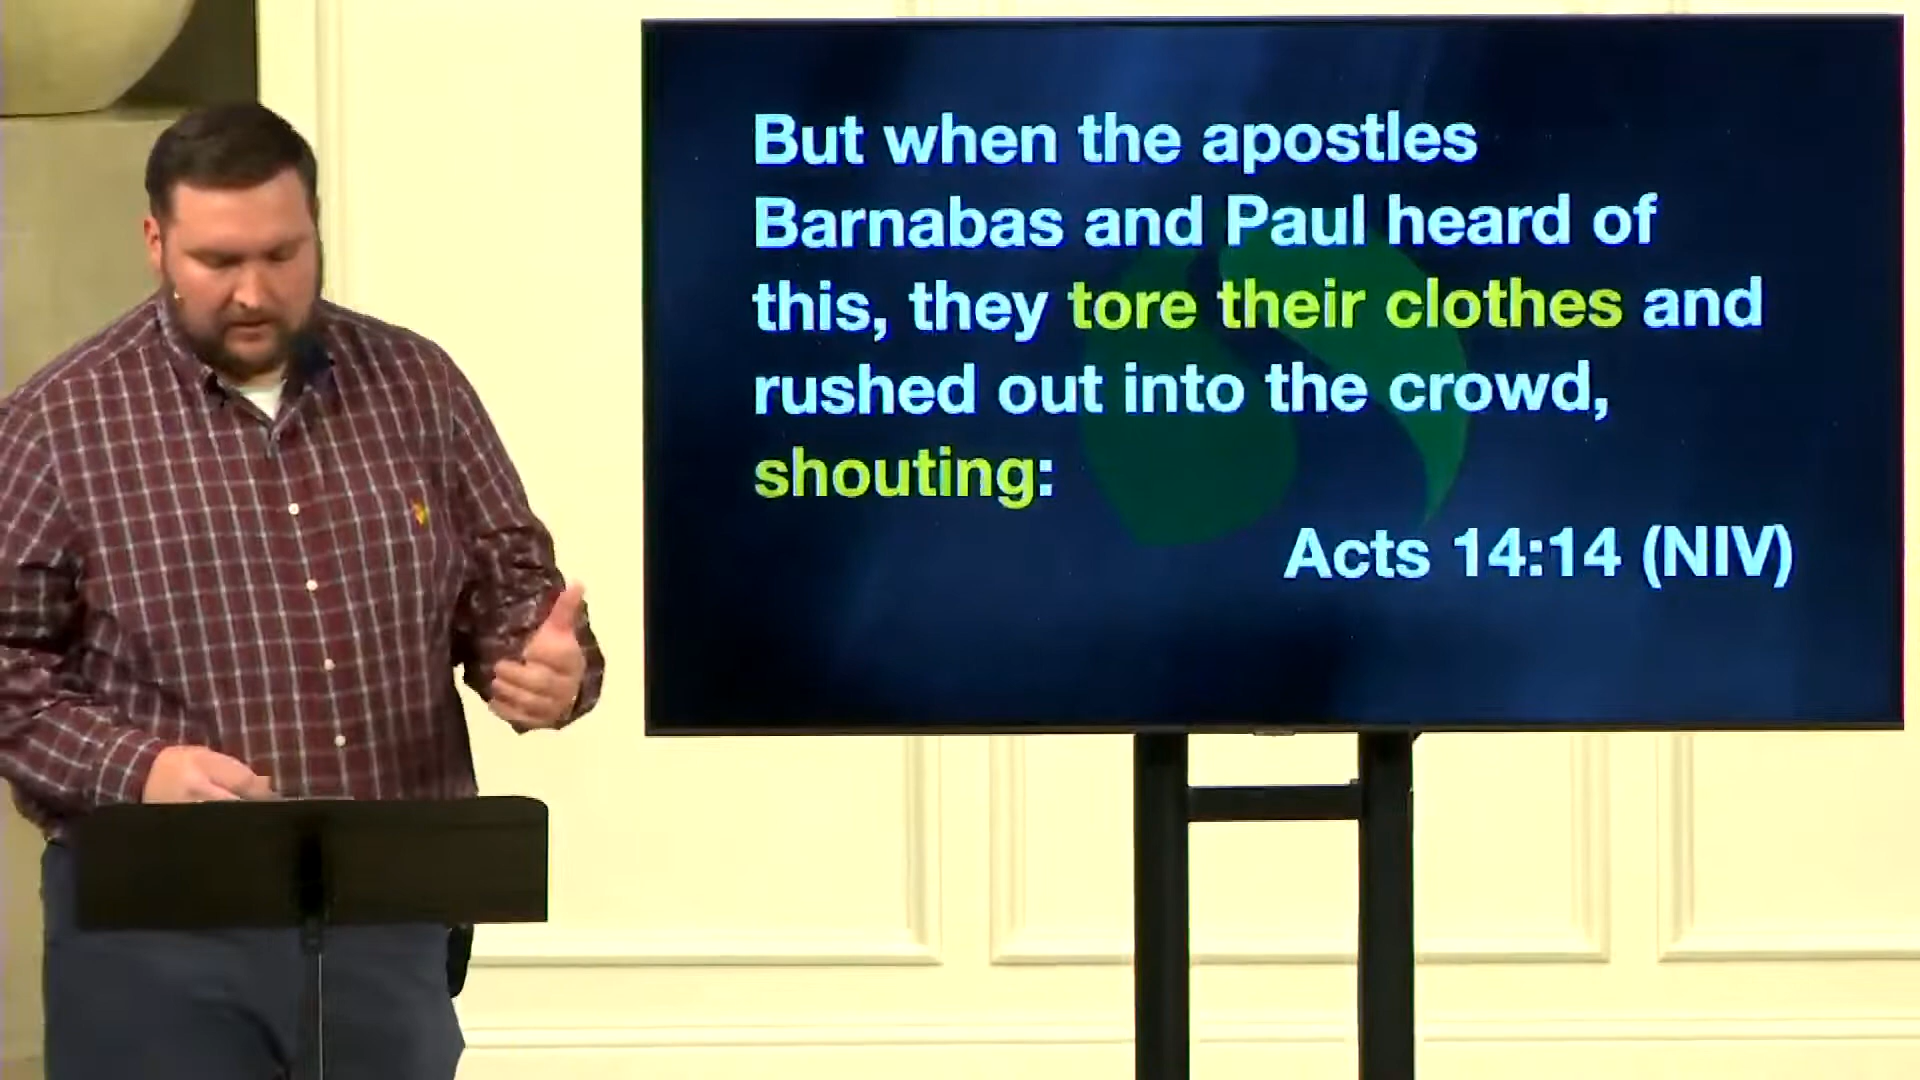 But when the apostles
Barnabas and Paul heard of
this, they tore their clothes and
rushed out into the crowd,
shouting:
Acts 14:14 (NIV)